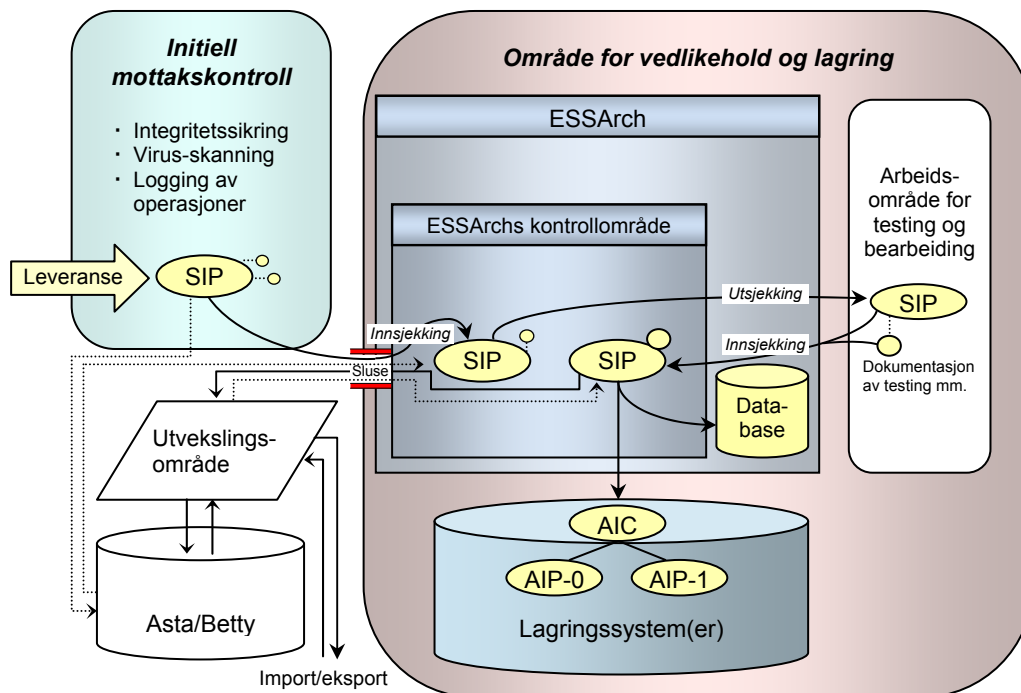 Initiell
mottakskontroll
· Integritetssikring
· Virus-skanning
· Logging av
operasjoner
Leveranse
SIP
Område for vedlikehold og lagring
ESSArch
ESSArchs kontrollområde
Innsjekking
SIP
SIP
Sluse
Utsjekking
Innsjekking
Data-
base
Arbeids-
område for
testing og
bearbeiding
SIP
Dokumentasjon
av testing mm.
Utvekslings-
område
Asta/Betty
Import/eksport
AIC
AIP-0
AIP-1
Lagringssystem(er)